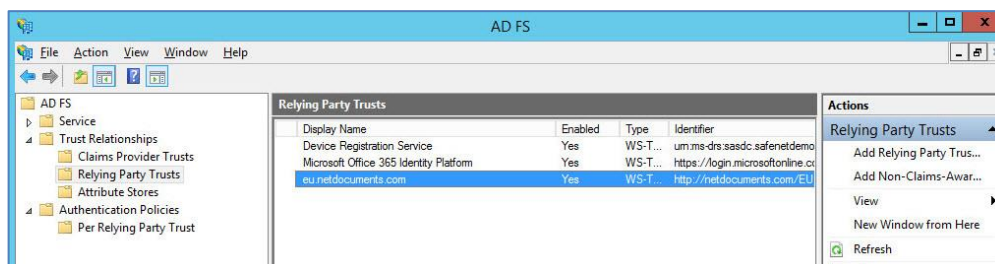 AD FS
File Action View Window Help
AD FS
Service
Trust Relationships
Claims Provider Trusts
Relying Party Trusts
Attribute Stores
Authentication Policies
Per Relying Party Trust
Relying Party Trusts
Display Name Enabled Type Identifier
Device Registration Service Yes WS-T... urn:ms-drs:sasdc.safenetdemo
Microsoft Office 365 Identity Platform Yes WS-T... https://login.microsoftonline.co
eu.netdocuments.com Yes WS-T... http://netdocuments.com/EU
Actions
Relying Party Trusts
Add Relying Party Trus...
Add Non-Claims-Awar...
View
New Window from Here
Refresh